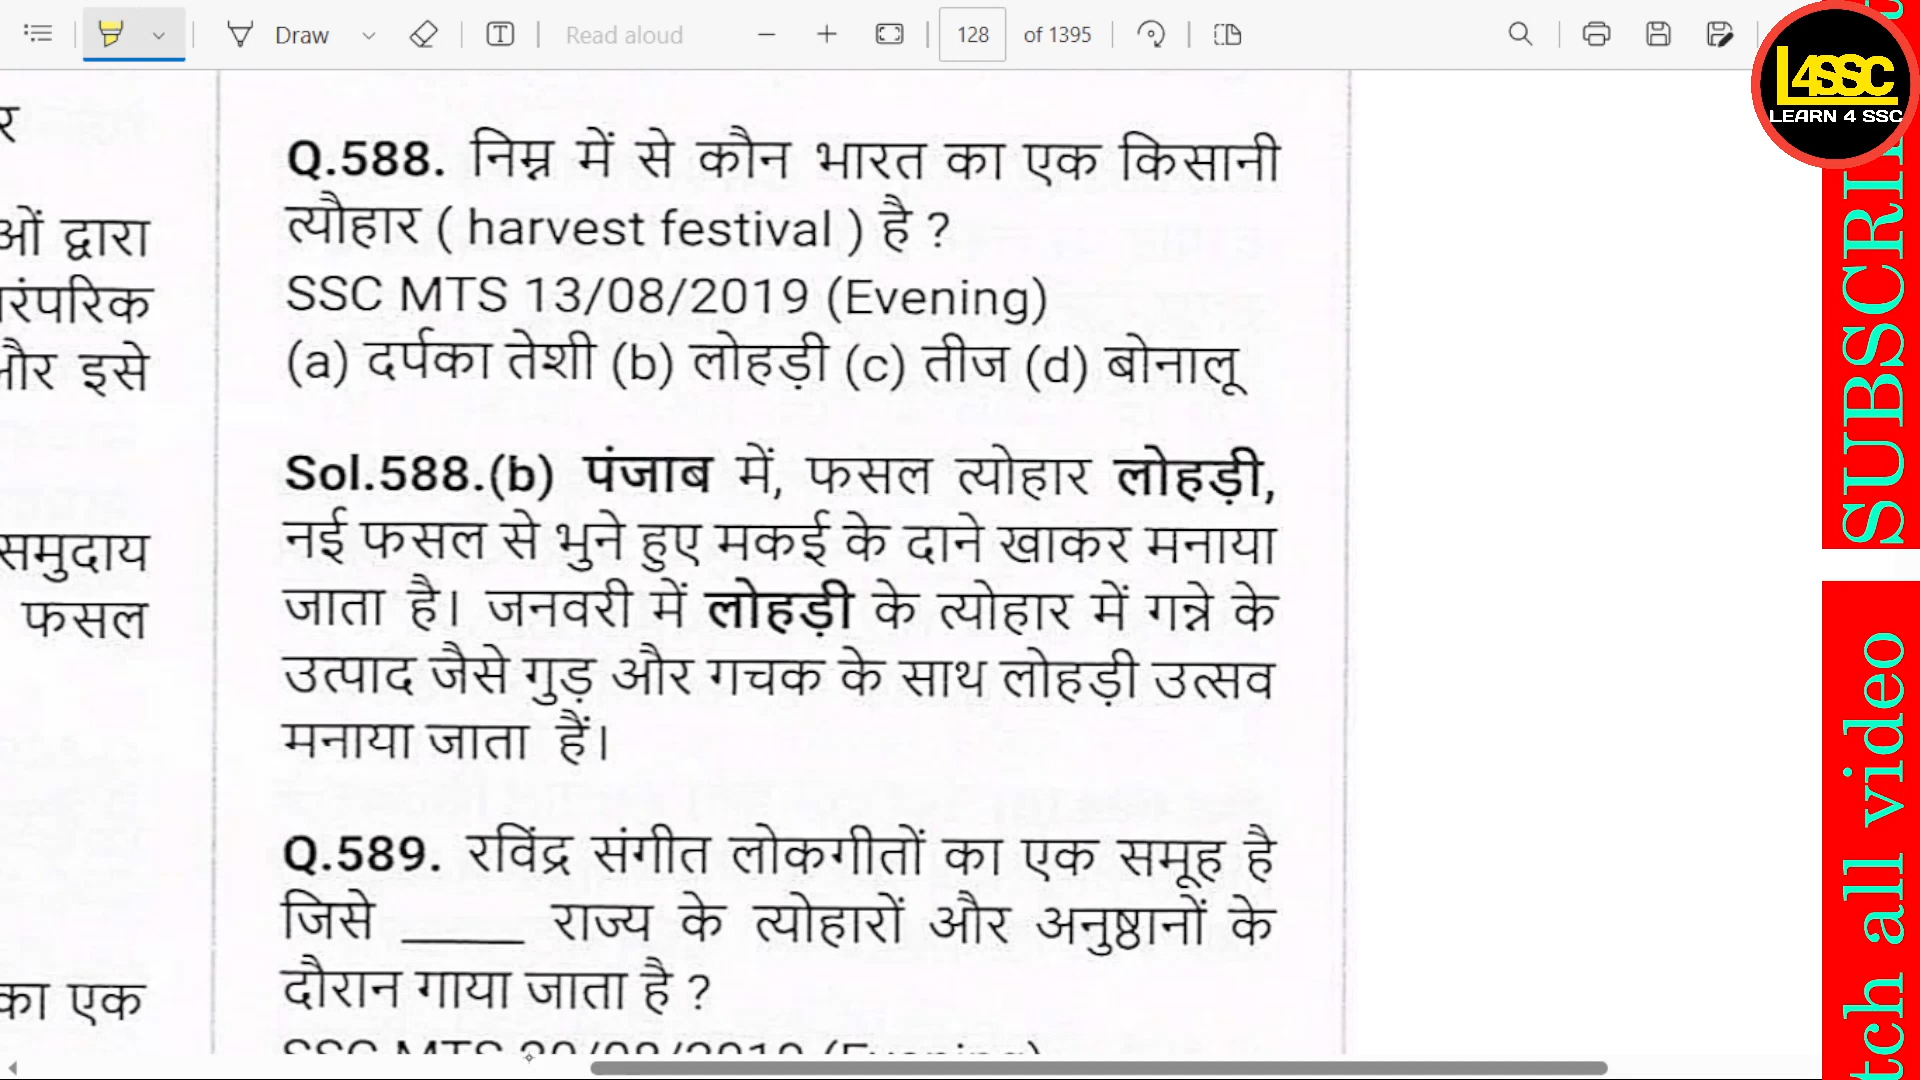 Draw
Read aloud
128 of 1395
L4SSC
LEARN 4 SSC
र
ओं द्वारा
और इसे
समुदाय
फसल
का एक
Q.588. निम्न में से कौन भारत का एक किसानी
त्यौहार ( harvest festival ) है ?
SSC MTS 13/08/2019 (Evening)
(a) दर्पका तेशी (b) लोहड़ी (c) तीज (d) बोनालू
Sol.588.(b) पंजाब में, फसल त्योहार लोहड़ी,
नई फसल से भुने हुए मकई के दाने खाकर मनाया
जाता है। जनवरी में लोहड़ी के त्योहार में गन्ने के
उत्पाद जैसे गुड़ और गचक के साथ लोहड़ी उत्सव
मनाया जाता हैं।
Q.589. रविंद्र संगीत लोकगीतों का एक समूह है
जिसे _____ राज्य के त्योहारों और अनुष्ठानों के
दौरान गाया जाता है ?
SUBSCRI
tch all video